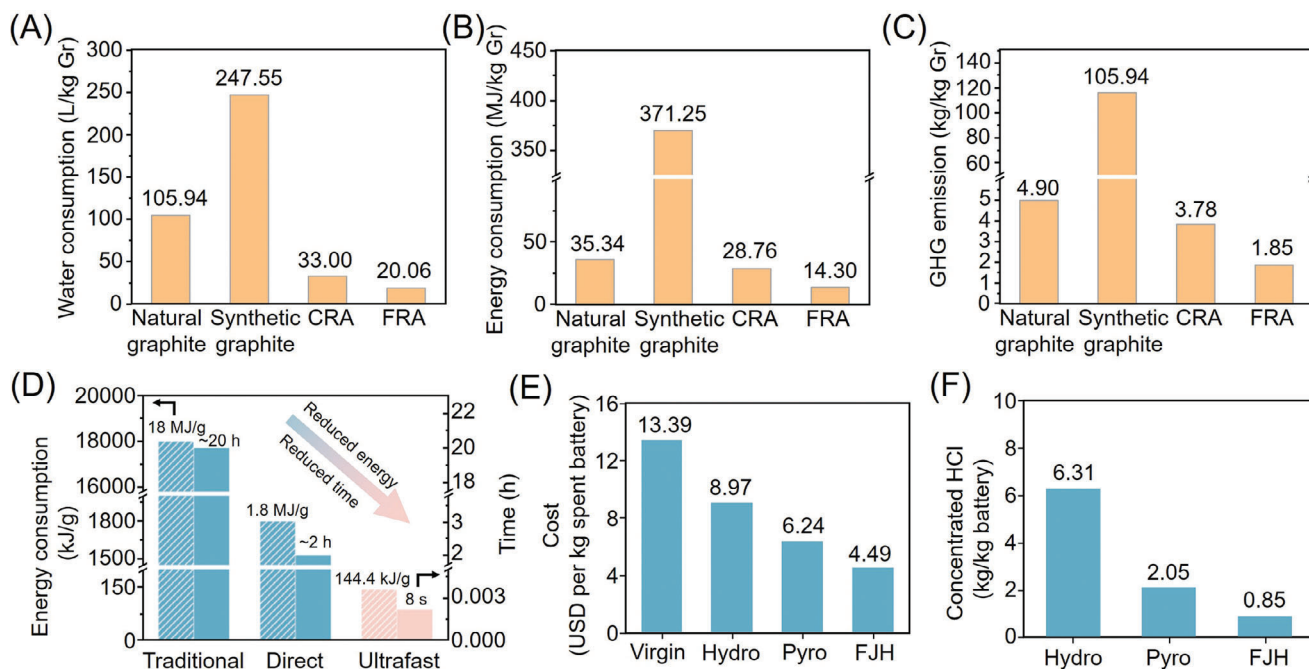 (A)
Water consumption (L/kg Gr)
300
250
200
150
100
50
0
105.94
247.55
33.00
20.06
Natural graphite
Synthetic graphite
CRA
FRA
(B)
Energy consumption (MJ/kg Gr)
450
375
50
0
35.34
371.25
28.76
14.30
Natural graphite
Synthetic graphite
CRA
FRA
(C)
GHG emission (kg/kg Gr)
140
120
100
80
60
5
4
3
2
1
0
4.90
105.94
3.78
1.85
Natural graphite
Synthetic graphite
CRA
FRA
(D)
Energy consumption
(kJ/g)
20000
18000
16000
1800
1500
150
0
18 MJ/g
~20 h
1.8 MJ/g
~2 h
144.4 kJ/g
8 s
Reduced energy
Reduced time
Time (h)
22
20
18
3
2
0.003
0.000
Traditional
Direct
Ultrafast
(E)
Cost
(USD per kg spent battery)
16
12
8
4
0
13.39
8.97
6.24
4.49
Virgin
Hydro
Pyro
FJH
(F)
Concentrated HCl
(kg/kg battery)
10
8
6
4
2
0
6.31
2.05
0.85
Hydro
Pyro
FJH